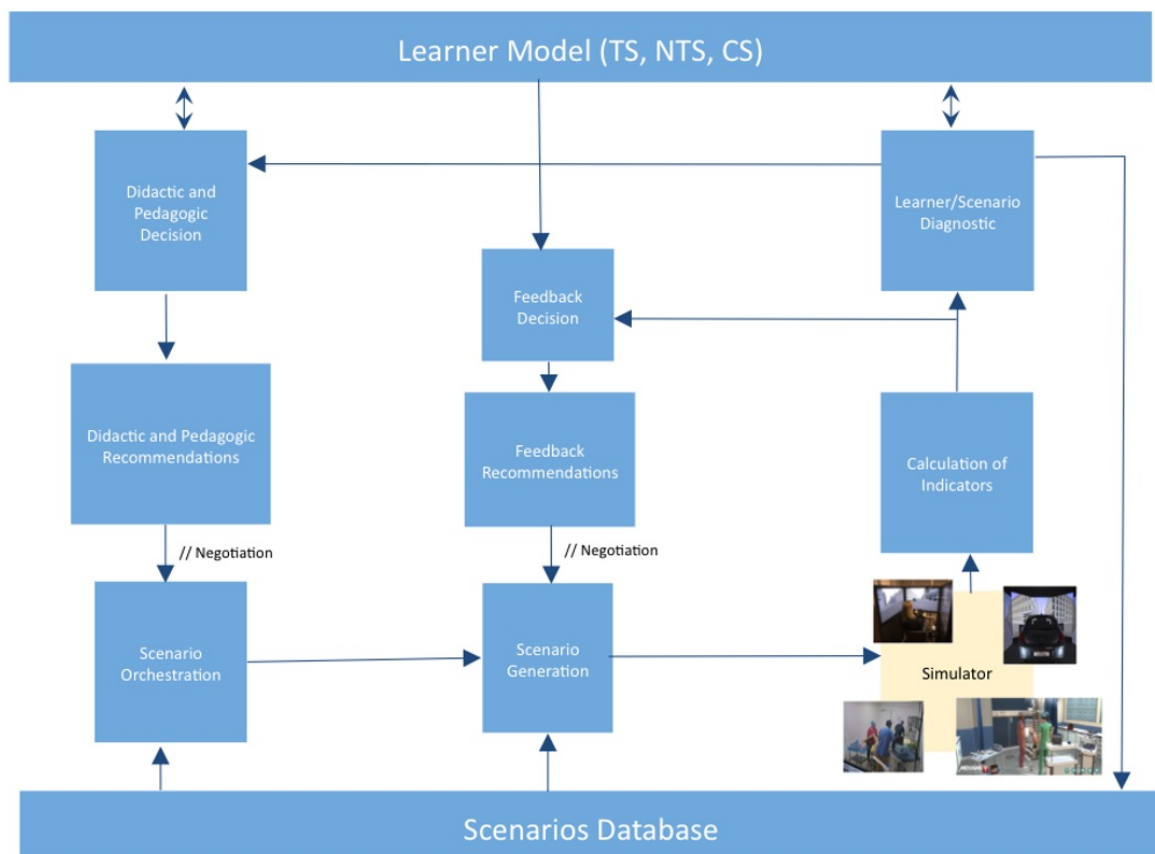 Learner Model (TS, NTS, CS)
Didactic and
Pedagogic
Decision
Learner/Scenario
Diagnostic
Feedback
Decision
Didactic and Pedagogic
Recommendations
Feedback
Recommendations
Calculation of
Indicators
// Negotiation
// Negotiation
Scenario
Orchestration
Scenario
Generation
Simulator
Scenarios Database